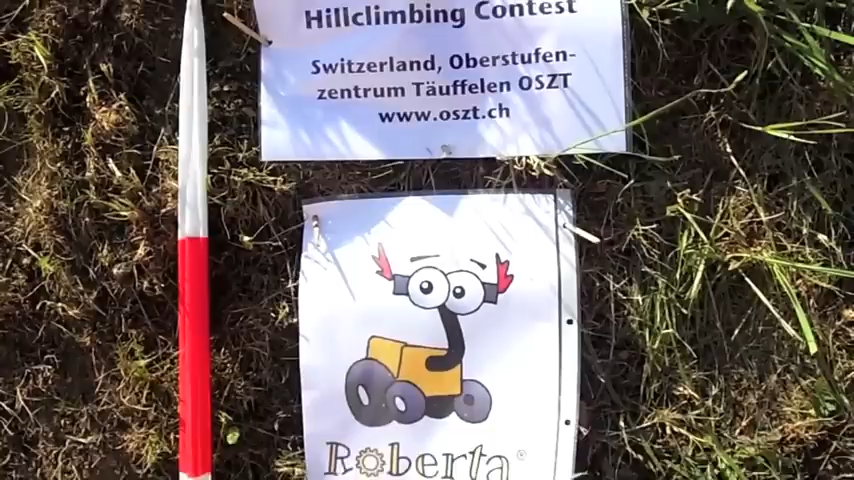 Hillclimbing Contest
Switzerland, Oberstufen-
zentrum Täuffelen OSZT
www.oszt.ch
Roberta®